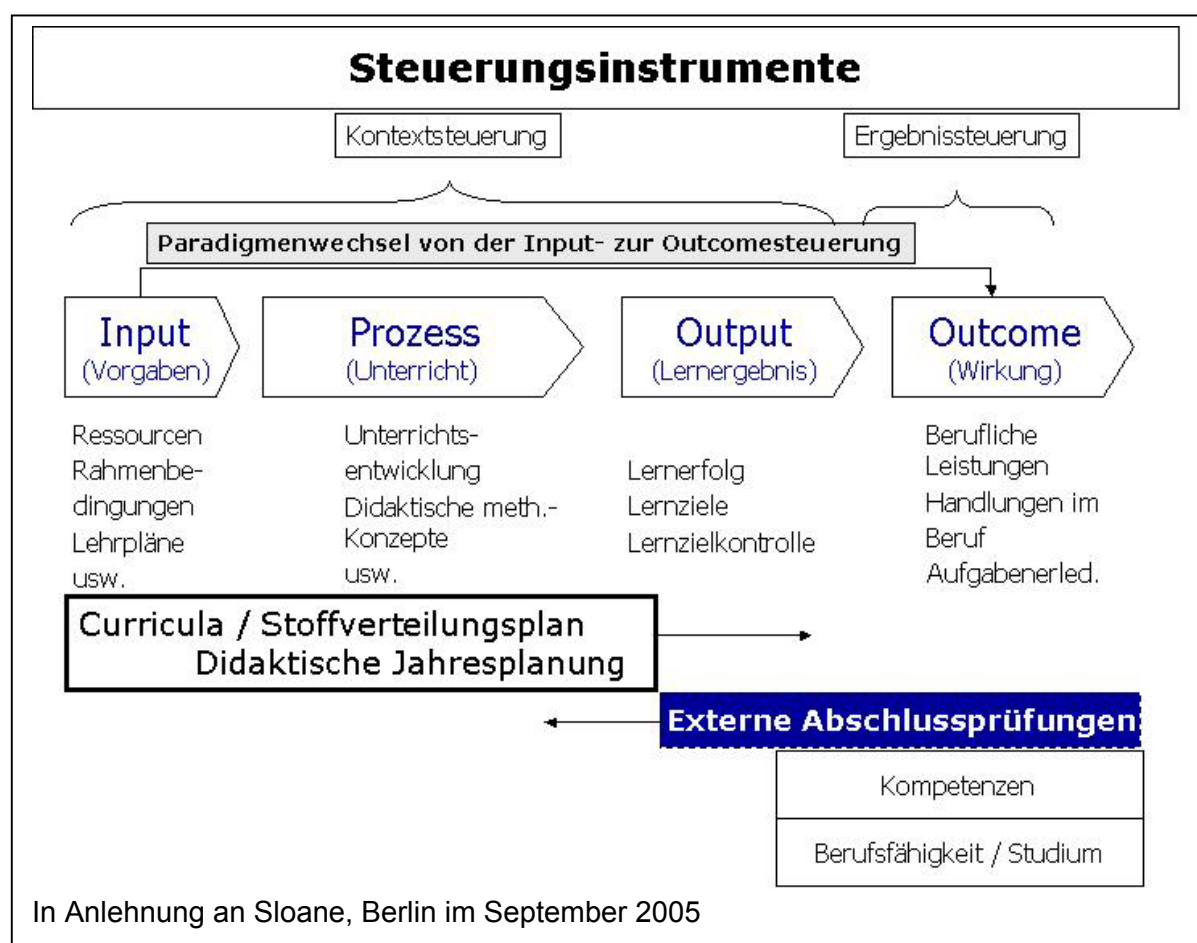 Steuerungsinstrumente
Kontextsteuerung
Ergebnissteuerung
Paradigmenwechsel von der Input- zur Outcomesteuerung
Input
(Vorgaben)
Prozess
(Unterricht)
Output
(Lernergebnis)
Outcome
(Wirkung)
Ressourcen
Rahmenbe-
dingungen
Lehrpläne
usw.
Unterrichts-
entwicklung
Didaktische meth.-
Konzepte
usw.
Lernerfolg
Lernziele
Lernzielkontrolle
Berufliche
Leistungen
Handlungen im
Beruf
Aufgabenerled.
Curricula / Stoffverteilungsplan
Didaktische Jahresplanung
Externe Abschlussprüfungen
Kompetenzen
Berufsfähigkeit / Studium
In Anlehnung an Sloane, Berlin im September 2005